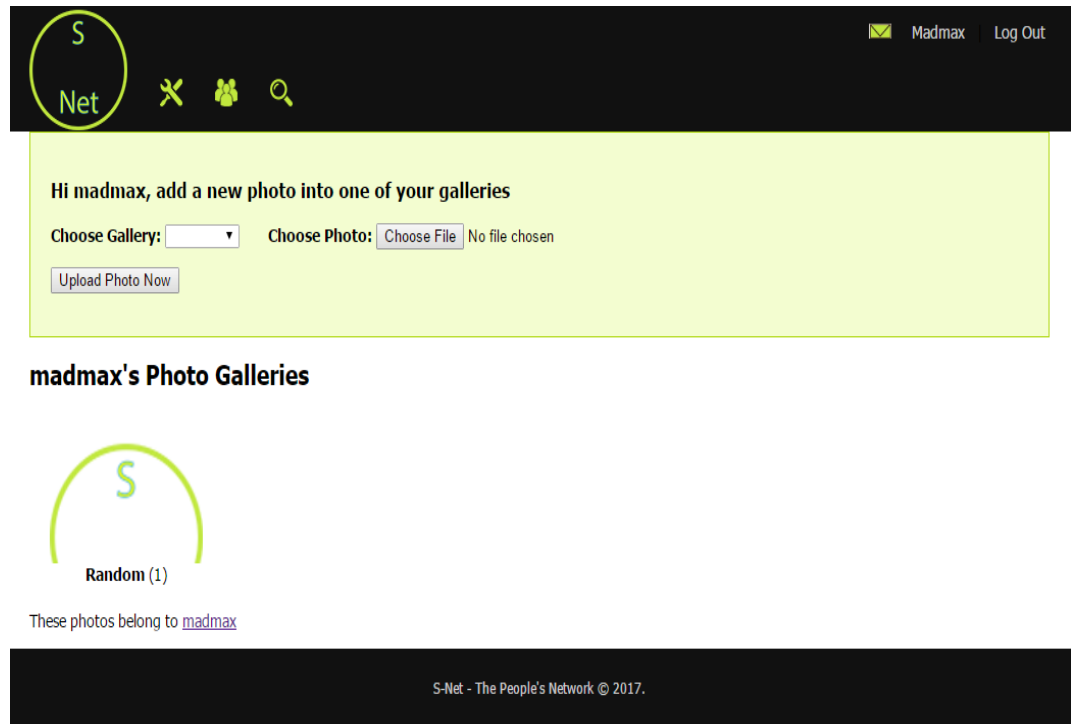 S
Net
Madmax Log Out
Hi madmax, add a new photo into one of your galleries
Choose Gallery: Choose Photo: Choose File No file chosen
Upload Photo Now
madmax's Photo Galleries
S
Random (1)
These photos belong to madmax
S-Net - The People's Network © 2017.